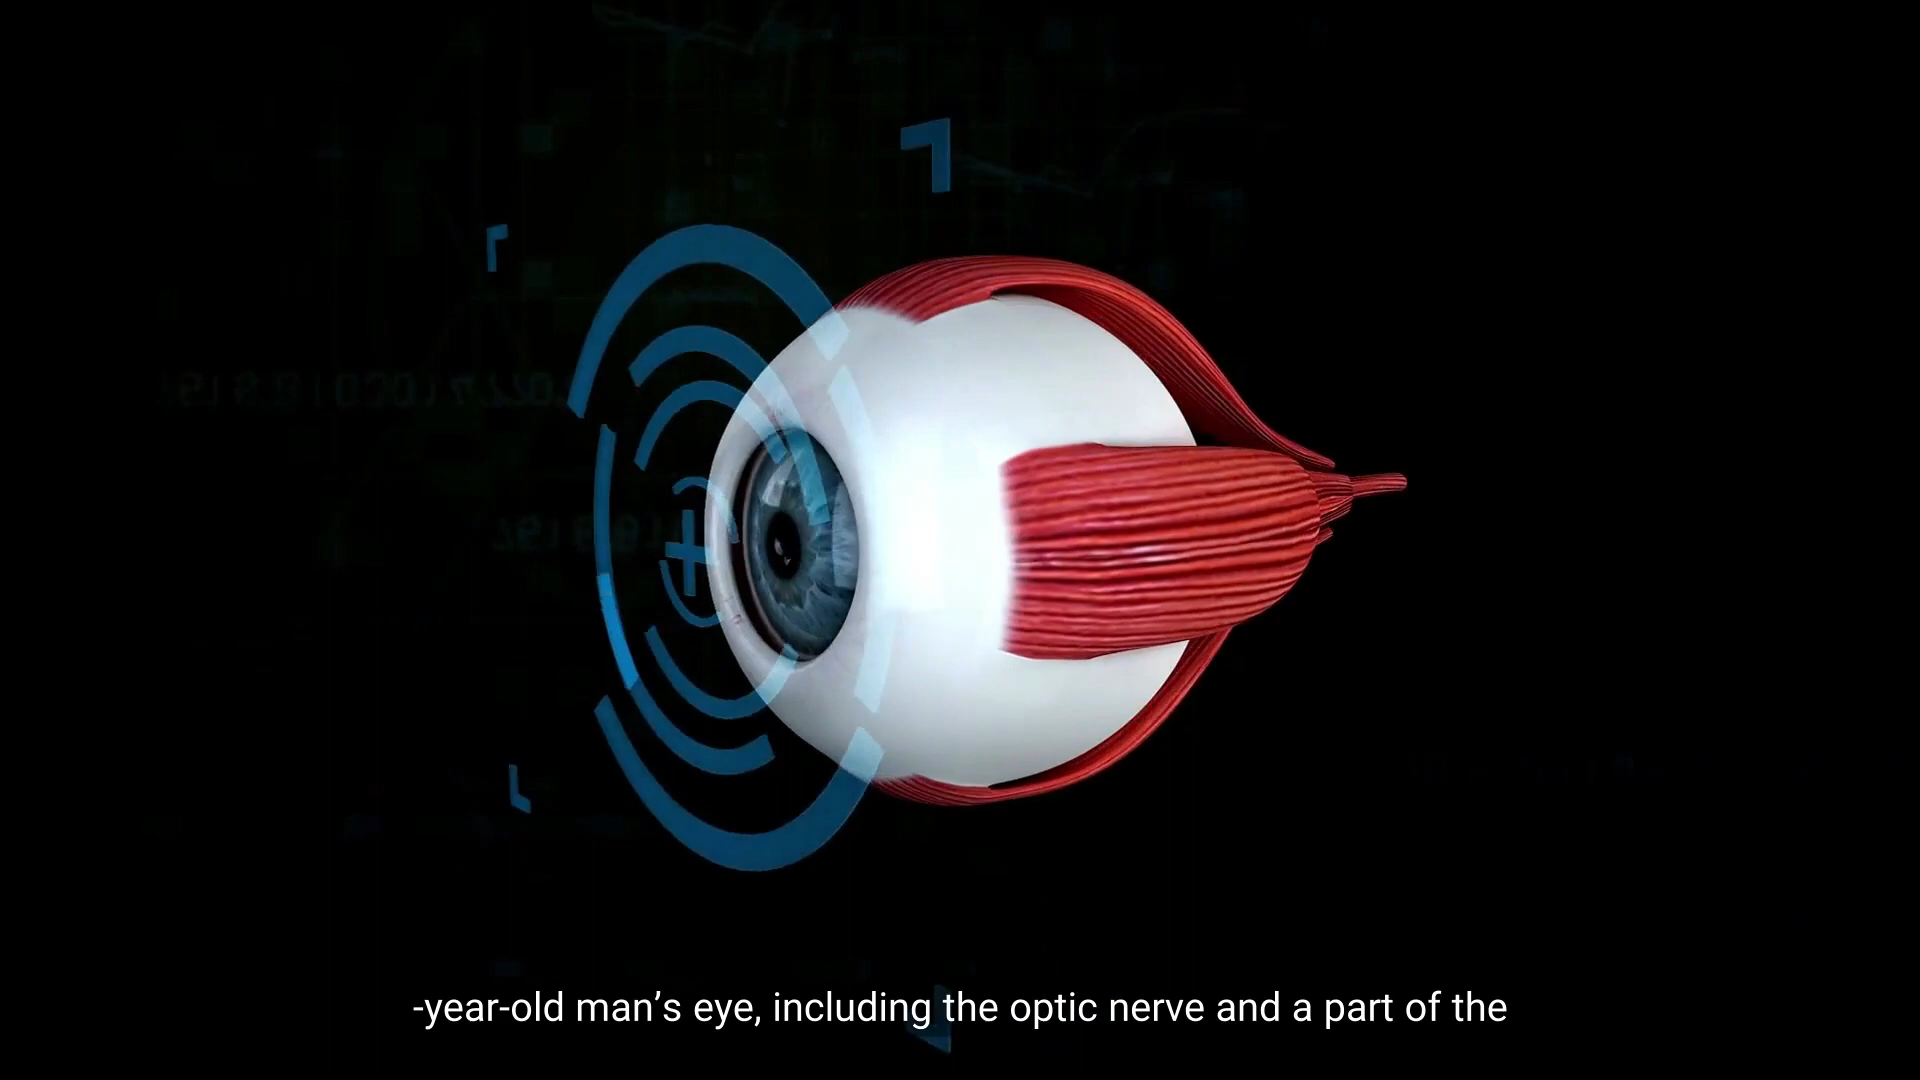 -year-old man’s eye, including the optic nerve and a part of the